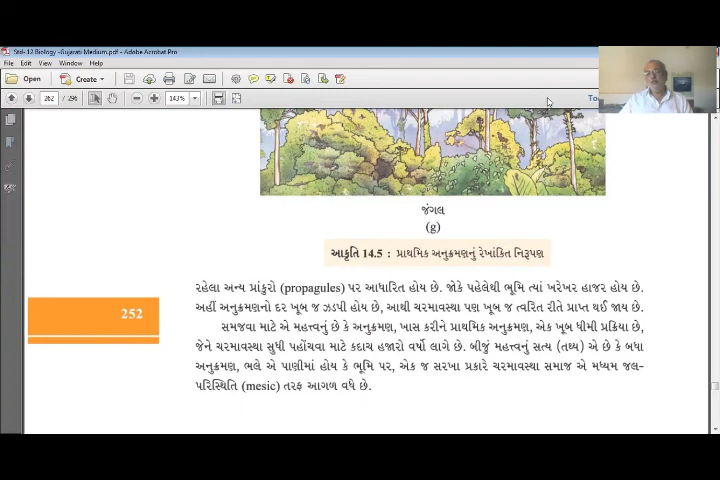 Std- 12 Biology -Gujarati Medium.pdf - Adobe Acrobat Pro
File Edit View Window Help
Open Create
262 / 296 143%
જંગલ
(g)
આકૃતિ 14.5 : પ્રાથમિક અનુક્રમણનું રેખાંકિત નિરૂપણ
રહેલા અન્ય પ્રાંકુરો (propagules) પર આધારિત હોય છે. જોકે પહેલેથી ભૂમિ ત્યાં ખરેખર હાજર હોય છે.
અહીં અનુક્રમણનો દર ખૂબ જ ઝડપી હોય છે, આથી ચરમાવસ્થા પણ ખૂબ જ ત્વરિત રીતે પ્રાપ્ત થઈ જાય છે.
252
સમજવા માટે એ મહત્ત્વનું છે કે અનુક્રમણ, ખાસ કરીને પ્રાથમિક અનુક્રમણ, એક ખૂબ ધીમી પ્રક્રિયા છે,
જેને ચરમાવસ્થા સુધી પહોંચવા માટે કદાચ હજારો વર્ષો લાગે છે. બીજું મહત્ત્વનું સત્ય (તથ્ય) એ છે કે બધા
અનુક્રમણ, ભલે એ પાણીમાં હોય કે ભૂમિ પર, એક જ સરખા પ્રકારે ચરમાવસ્થા સમાજ એ મધ્યમ જલ-
પરિસ્થિતિ (mesic) તરફ આગળ વધે છે.